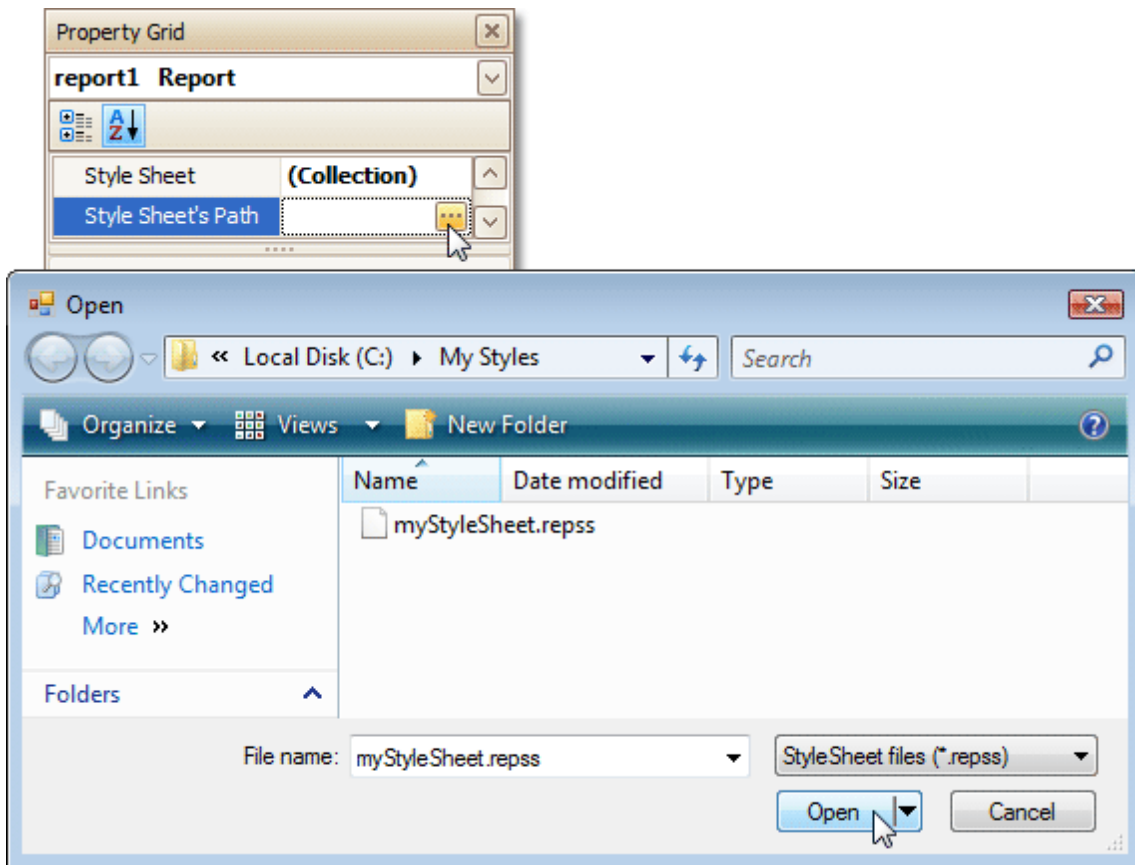 Property Grid
report1 Report
Style Sheet (Collection)
Style Sheet's Path ...
Open
« Local Disk (C:) My Styles Search
Organize Views New Folder ?
Favorite Links Name Date modified Type Size
myStyleSheet.repss
Documents
Recently Changed
More »
Folders
File name: myStyleSheet.repss StyleSheet files (*.repss)
Open Cancel